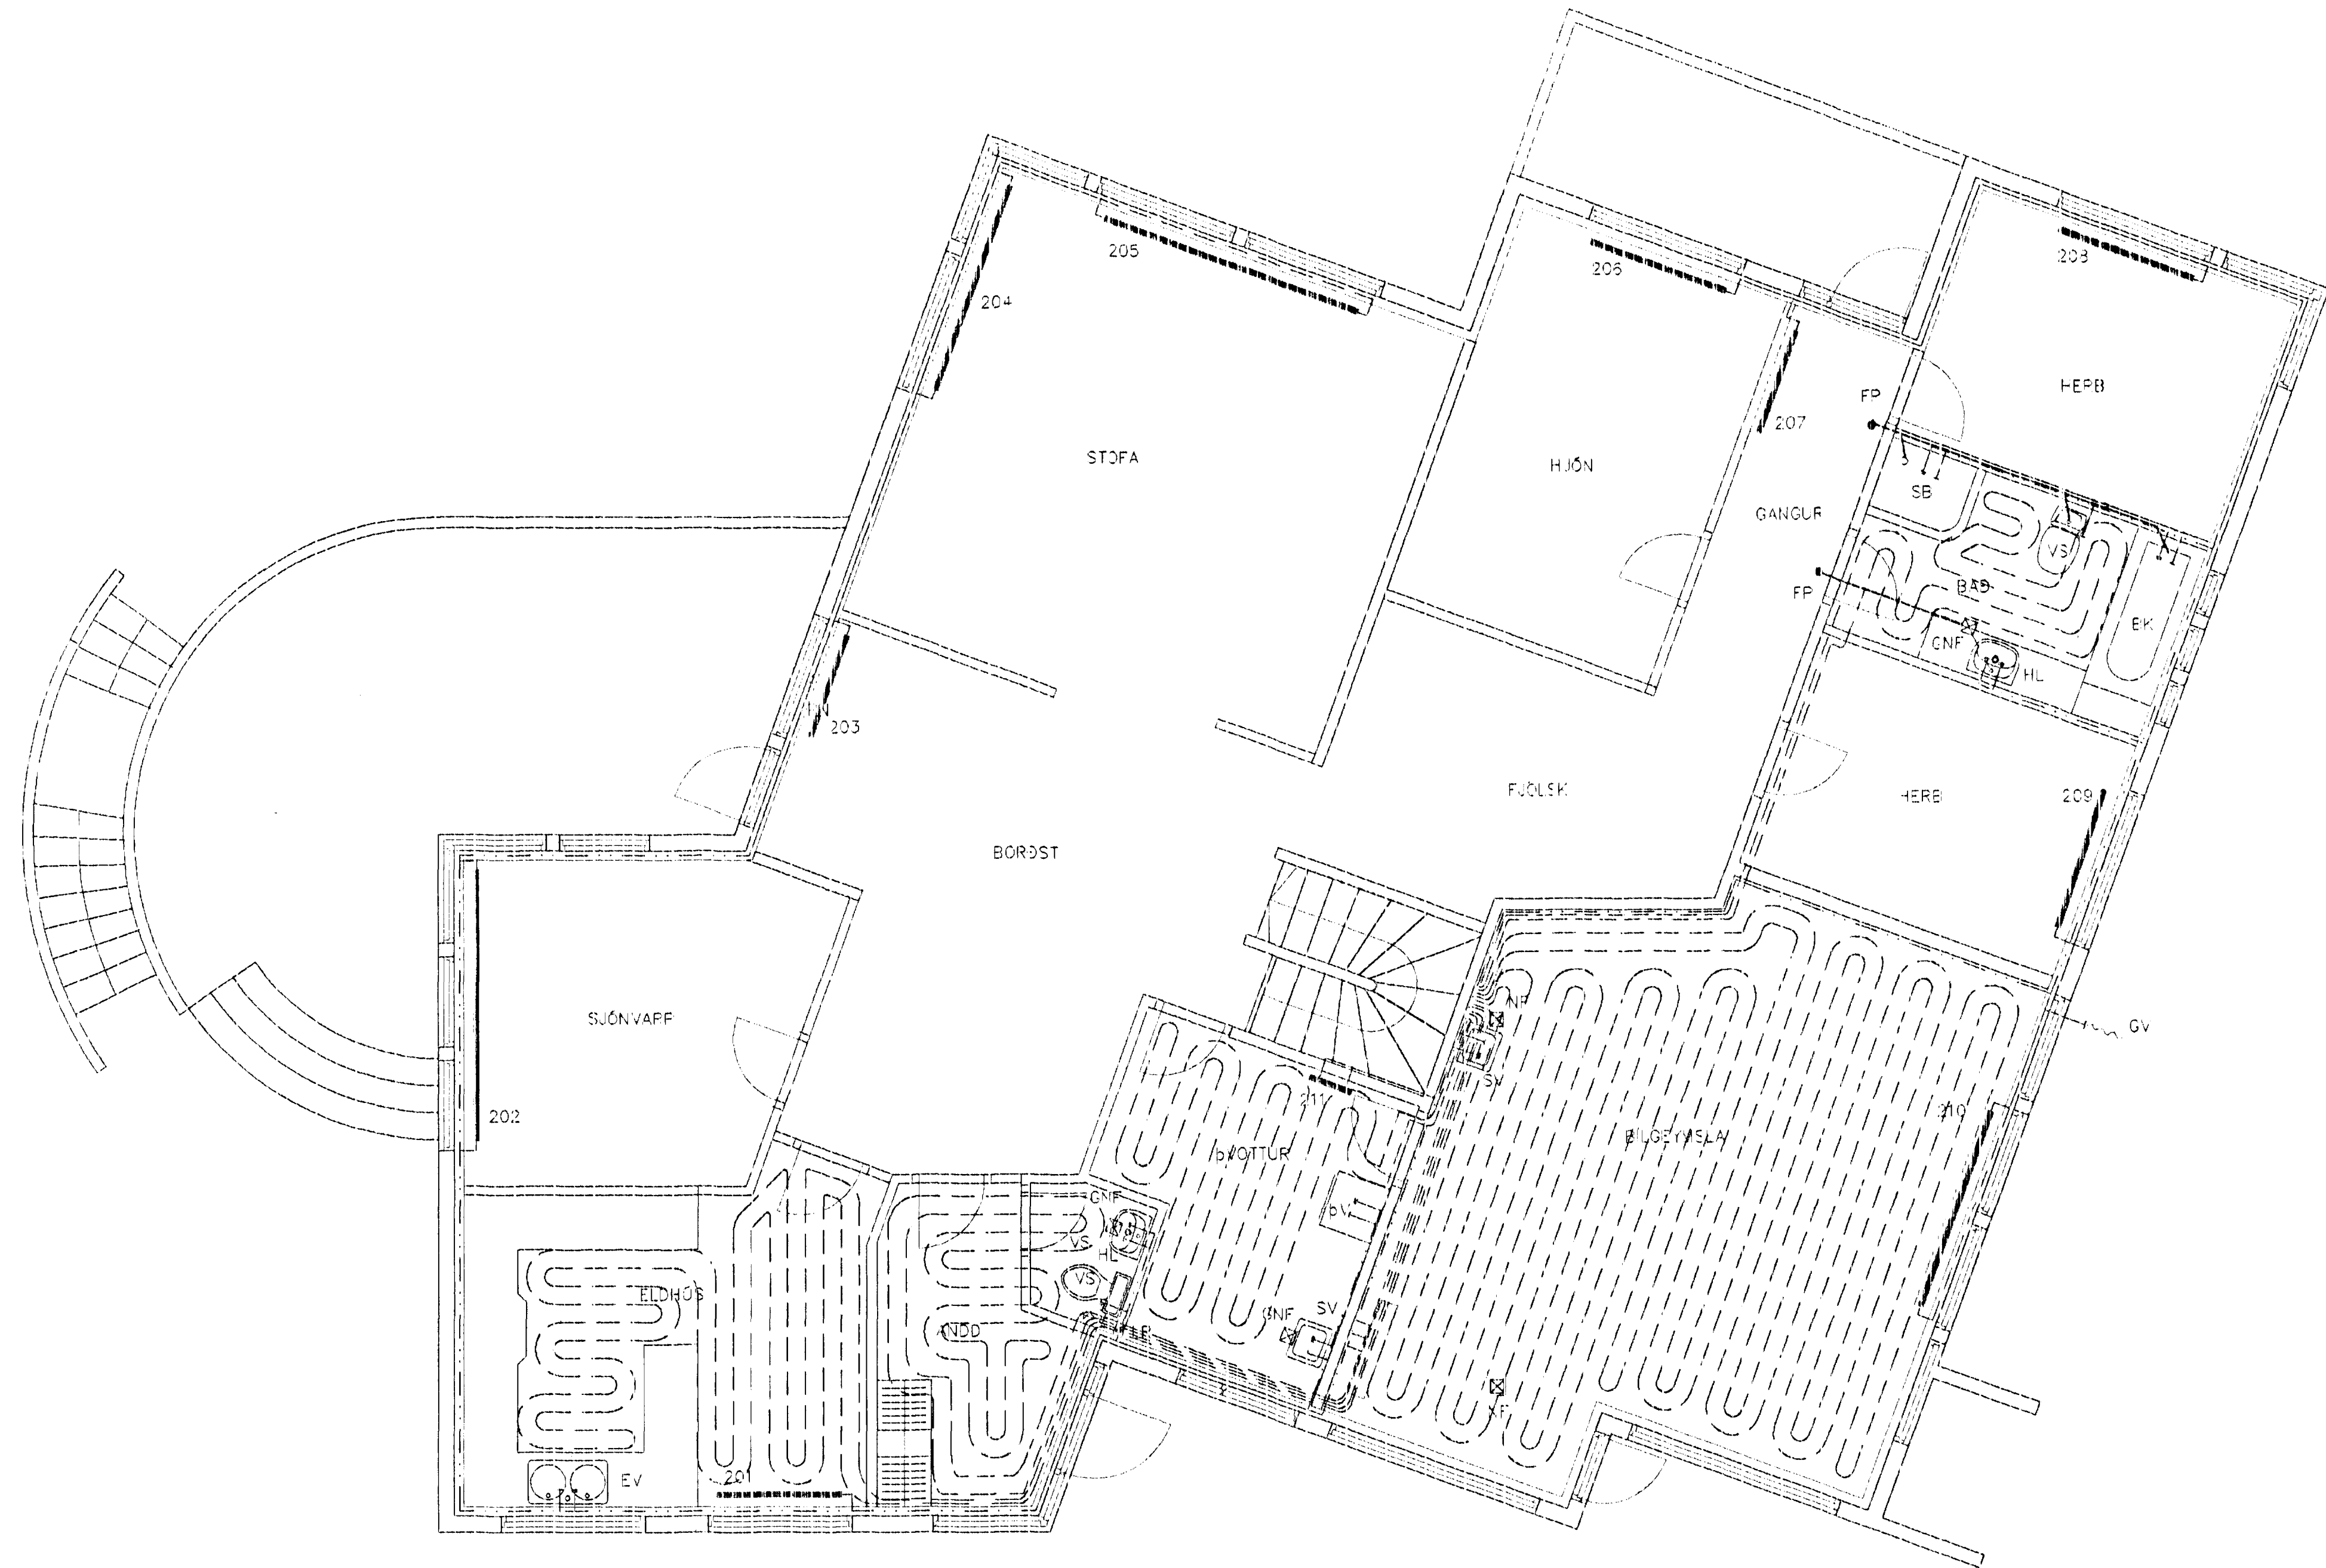 205
206
208
204
HERB
FP
207
STOFA
HJÓN
SB
GANGUR
VS
BAÐ
FP
BK
GNF
HL
203
FJÖLSK
HERB
209
BORÐST
NF
SJÓNVARP
GV
SV
211
210
202
BÍLGEYMSLA
ÞVOTTUR
GNF
ÞV
VS
HL
VS
ELDHÚS
SV
GNF
ANDD
NF
201
EV